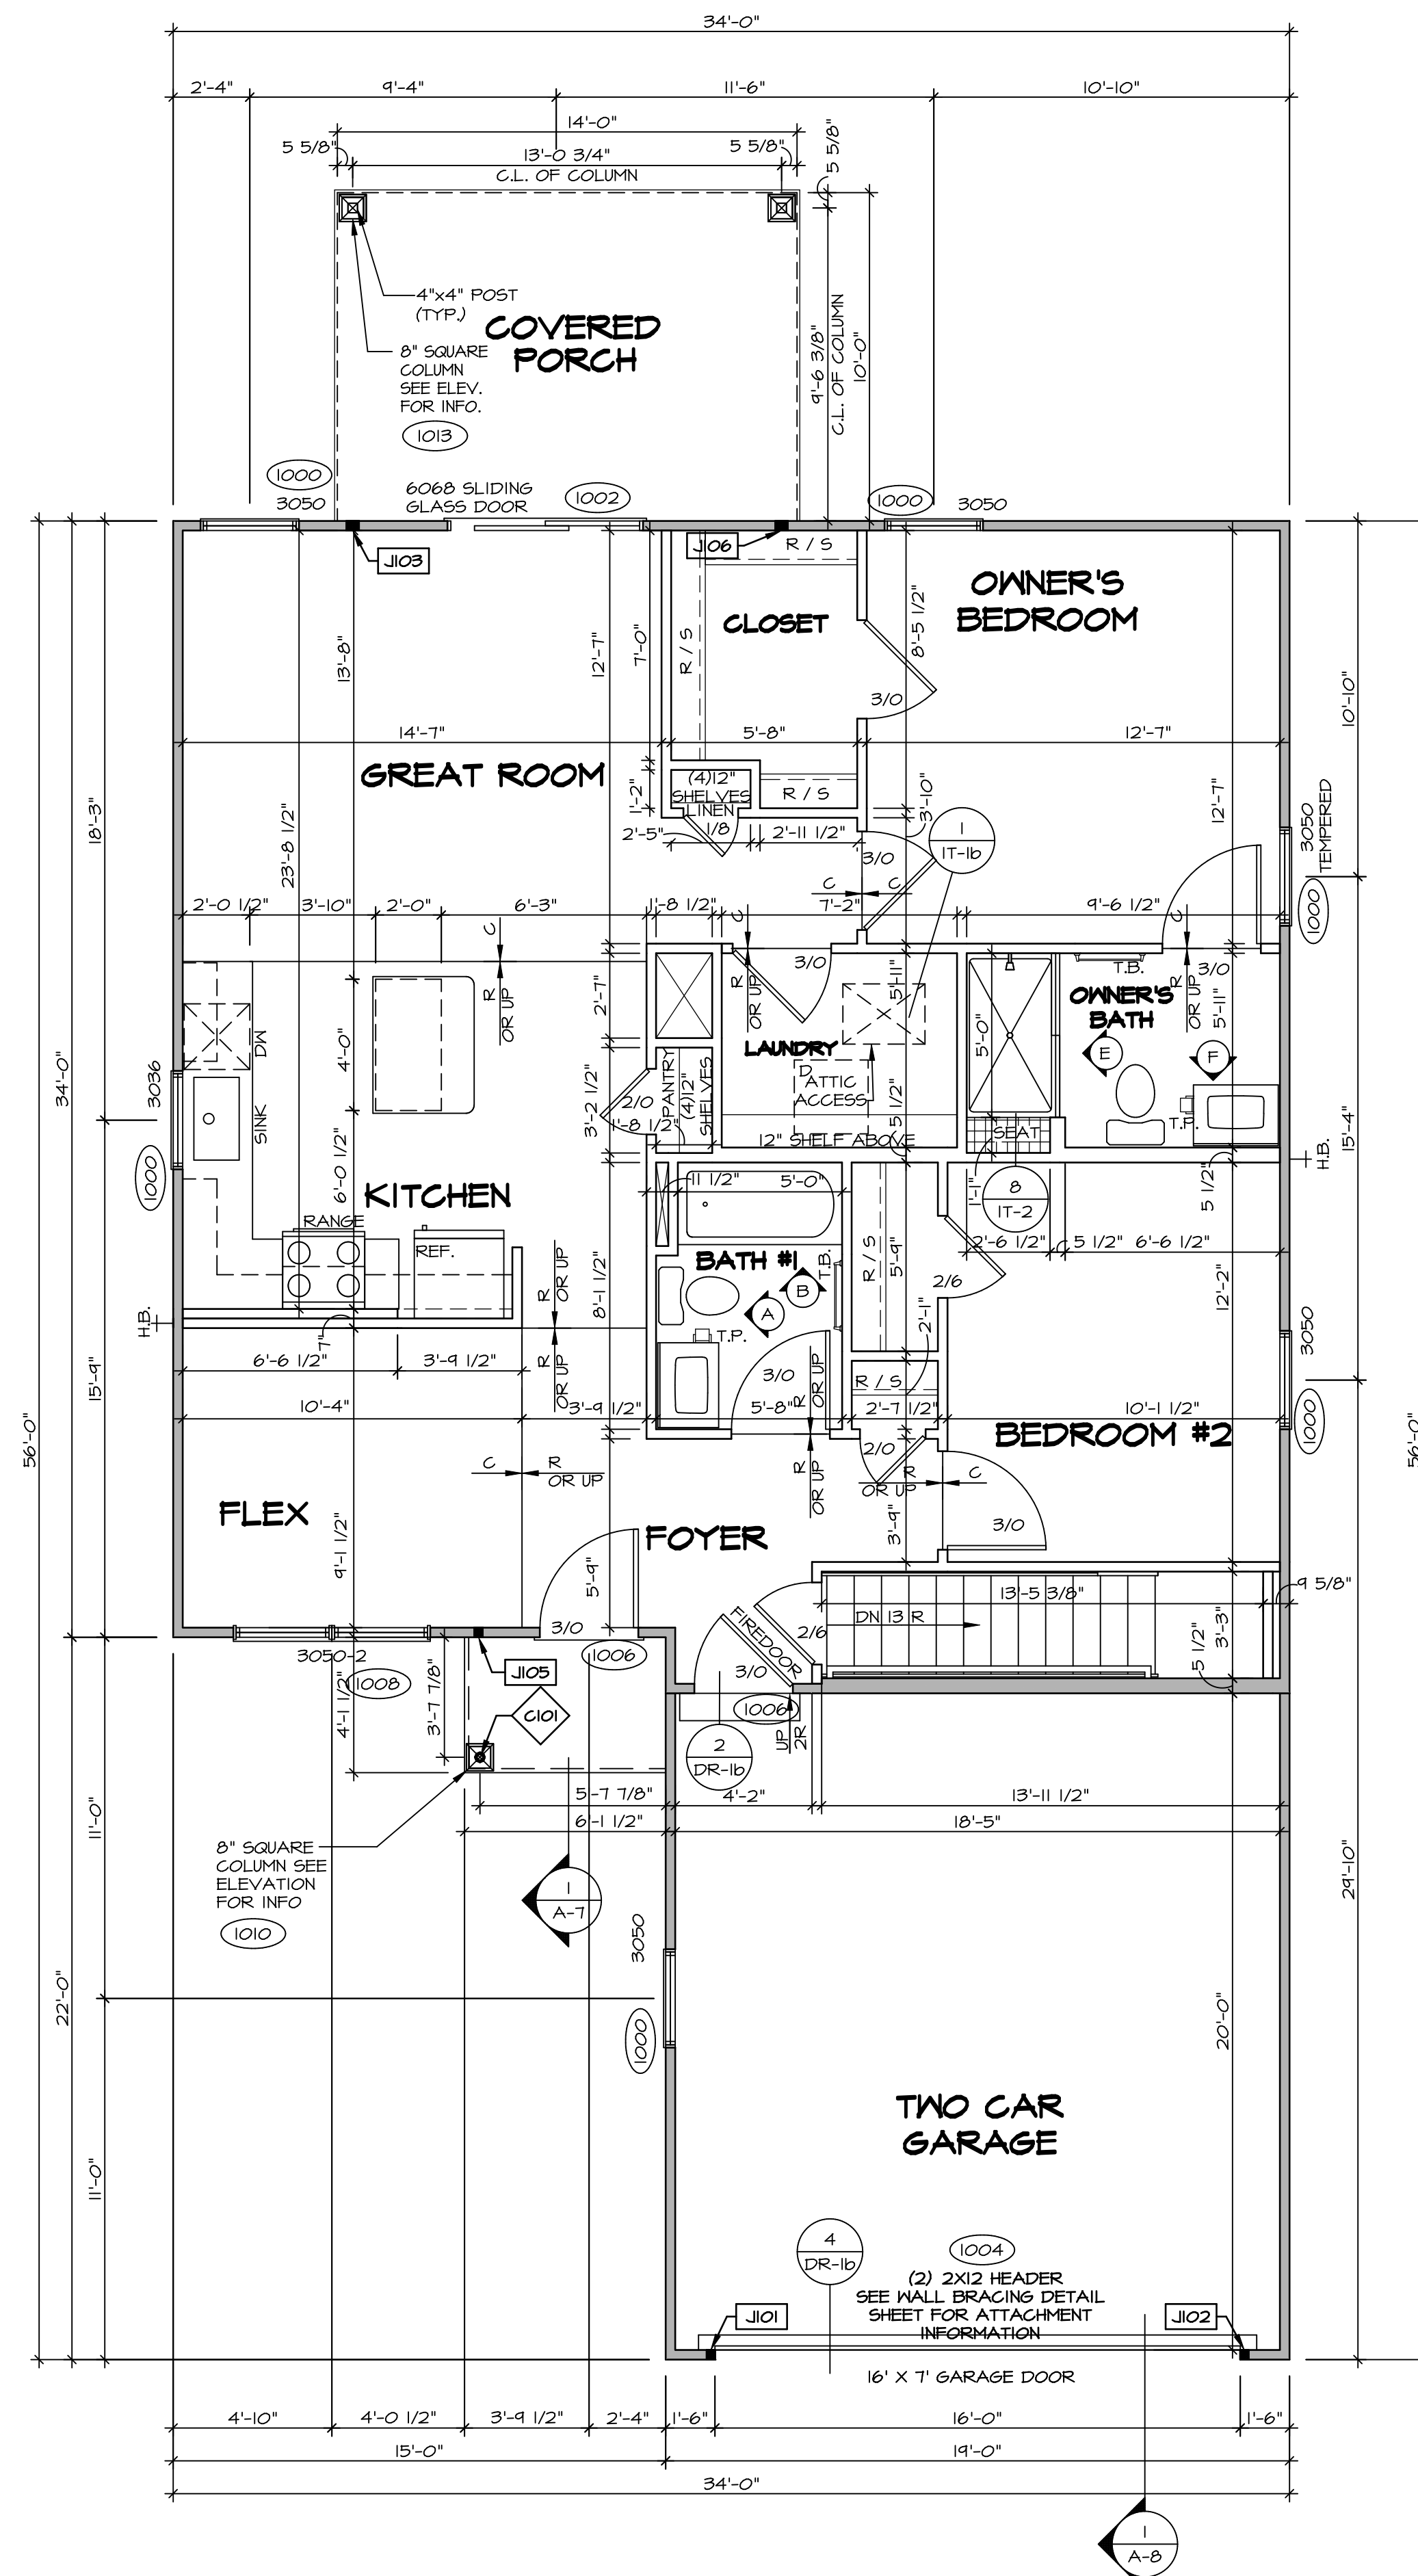 34'-0"
2'-4"
9'-4"
11'-6"
10'-10"
14'-0"
5 5/8"
13'-0 3/4"
5 5/8"
5 5/8"
C.L. OF COLUMN
4"x4" POST
(TYP.)
COVERED
PORCH
8" SQUARE
COLUMN
SEE ELEV.
FOR INFO.
1013
9'-6 3/8"
C.L. OF COLUMN
10'-0"
1000
3050
6068 SLIDING
GLASS DOOR
1002
1000
3050
J103
J106
R / S
CLOSET
R / S
OWNER'S
BEDROOM
8'-5 1/2"
13'-8"
12'-7"
7'-0"
3/0
10'-10"
14'-7"
5'-8"
12'-7"
GREAT ROOM
(4)12"
SHELVES
LINEN
1/8
R / S
1'-2"
2'-5"
2'-11 1/2"
3'-10"
1
IT-1b
12'-7"
3050
TEMPERED
1000
18'-3"
23'-8 1/2"
3/0
C
C
2'-0 1/2"
3'-10"
2'-0"
6'-3"
1'-8 1/2"
7'-2"
9'-6 1/2"
C
R
OR UP
C
R
OR UP
C
R
OR UP
3/0
5'-11"
T.B.
3/0
5'-11"
OWNER'S
BATH
E
F
T.P.
2'-7"
LAUNDRY
D
ATTIC
ACCESS
5'-0"
34'-0"
3036
1000
DW
SINK
4'-0"
3'-2 1/2"
2/0
PANTRY
(4)12"
SHELVES
1'-8 1/2"
12" SHELF ABOVE
5 1/2"
SEAT
15'-4"
H.B.
6'-0 1/2"
KITCHEN
11 1/2"
5'-0"
1'-1"
8
IT-2
5 1/2"
RANGE
REF.
BATH #1
T.B.
R / S
5'-9"
2'-6 1/2"
5 1/2"
6'-6 1/2"
R
OR UP
R
OR UP
8'-1 1/2"
A
B
T.P.
2/6
12'-2"
H.B.
7"
2'-1"
3050
1000
15'-9"
6'-6 1/2"
3'-9 1/2"
3/0
R
OR UP
R
OR UP
R / S
10'-4"
3'-9 1/2"
5'-8"
2'-7 1/2"
10'-1 1/2"
BEDROOM #2
56'-0"
56'-0"
2/0
C
R
OR UP
R
OR UP
C
FLEX
FOYER
3'-9"
3/0
9'-1 1/2"
5'-9"
FIREDOOR
2/6
13'-5 3/8"
9 5/8"
DN 13 R
3/0
3/0
5 1/2"
3'-3"
3050-2
1008
J105
1006
1006
4'-1 1/2"
3'-7 7/8"
C101
2
DR-1b
UP
2R
5'-7 7/8"
4'-2"
13'-11 1/2"
6'-1 1/2"
18'-5"
11'-0"
8" SQUARE
COLUMN SEE
ELEVATION
FOR INFO
1010
1
A-7
29'-10"
3050
1000
22'-0"
20'-0"
TWO CAR
GARAGE
11'-0"
4
DR-1b
1004
(2) 2X12 HEADER
SEE WALL BRACING DETAIL
SHEET FOR ATTACHMENT
INFORMATION
J101
J102
16' X 7' GARAGE DOOR
4'-10"
4'-0 1/2"
3'-9 1/2"
2'-4"
1'-6"
16'-0"
1'-6"
15'-0"
19'-0"
34'-0"
1
A-8